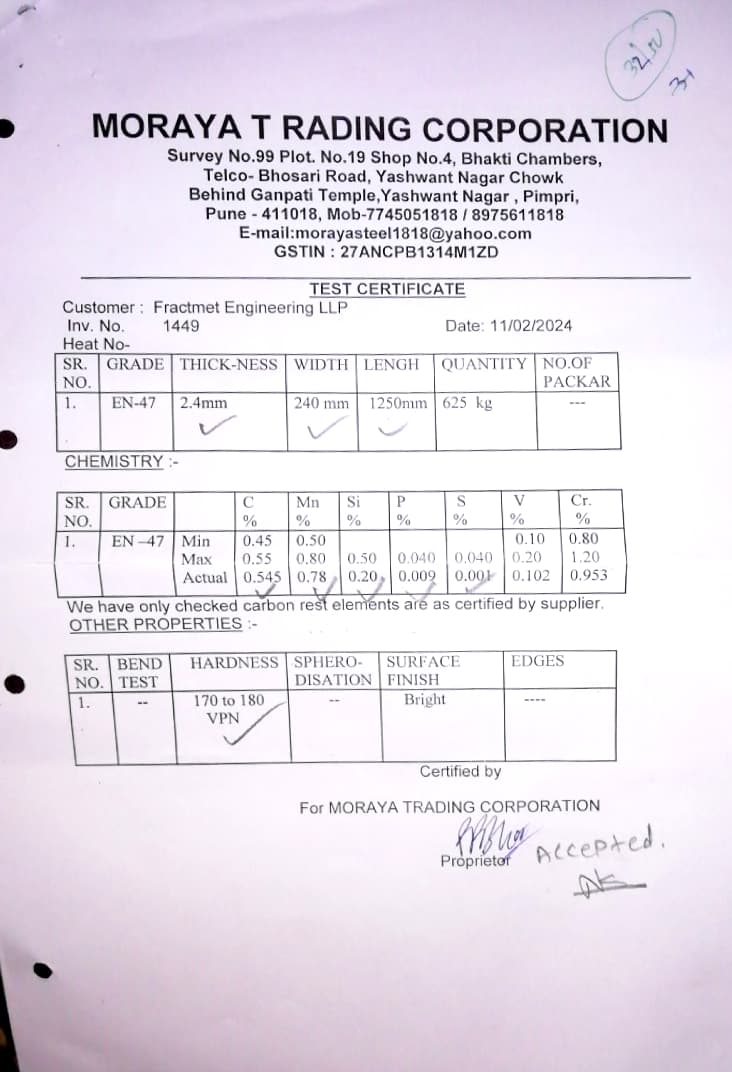 32/50
31
MORAYA T RADING CORPORATION
Survey No.99 Plot. No.19 Shop No.4, Bhakti Chambers,
Telco- Bhosari Road, Yashwant Nagar Chowk
Behind Ganpati Temple,Yashwant Nagar , Pimpri,
Pune - 411018, Mob-7745051818 / 8975611818
E-mail:morayasteel1818@yahoo.com
GSTIN : 27ANCPB1314M1ZD
TEST CERTIFICATE
Customer : Fractmet Engineering LLP
Inv. No. 1449 Date: 11/02/2024
Heat No-
SR. GRADE THICK-NESS WIDTH LENGH QUANTITY NO.OF
NO. PACKAR
1. EN-47 2.4mm 240 mm 1250mm 625 kg ---
CHEMISTRY :-
SR. GRADE C Mn Si P S V Cr.
NO. % % % % % % %
1. EN –47 Min 0.45 0.50 0.10 0.80
Max 0.55 0.80 0.50 0.040 0.040 0.20 1.20
Actual 0.545 0.78 0.20 0.009 0.001 0.102 0.953
We have only checked carbon rest elements are as certified by supplier.
OTHER PROPERTIES :-
SR. BEND HARDNESS SPHERO- SURFACE EDGES
NO. TEST DISATION FINISH
1. -- 170 to 180 -- Bright ----
VPN
Certified by
For MORAYA TRADING CORPORATION
Proprietor Accepted.